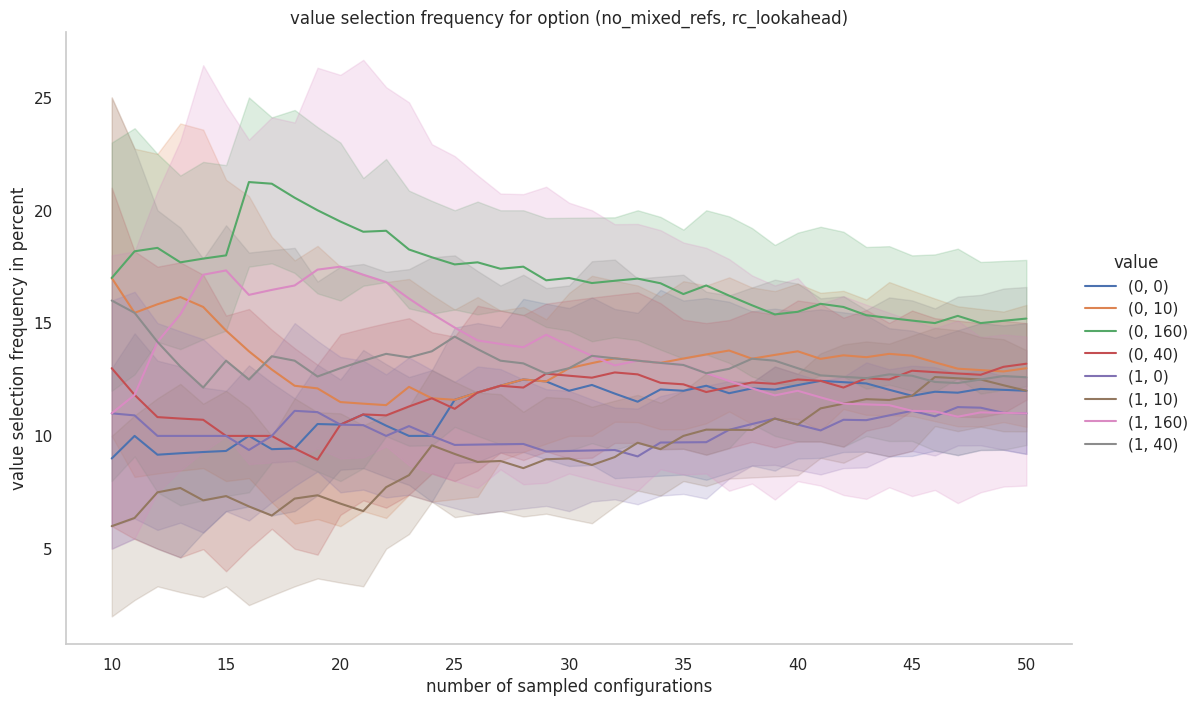 value selection frequency for option (no_mixed_refs, rc_lookahead)
value selection frequency in percent
25
20
15
10
5
10 15 20 25 30 35 40 45 50
number of sampled configurations
value
(0, 0)
(0, 10)
(0, 160)
(0, 40)
(1, 0)
(1, 10)
(1, 160)
(1, 40)